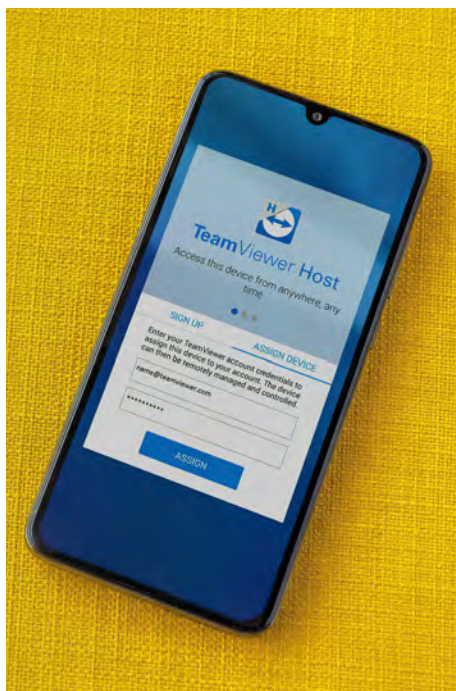 H
TeamViewer Host
Access this device from anywhere, any
time
SIGN UP
ASSIGN DEVICE
Enter your TeamViewer account credentials to
assign this device to your account. The device
can then be remotely managed and controlled.
name@teamviewer.com
**********
ASSIGN